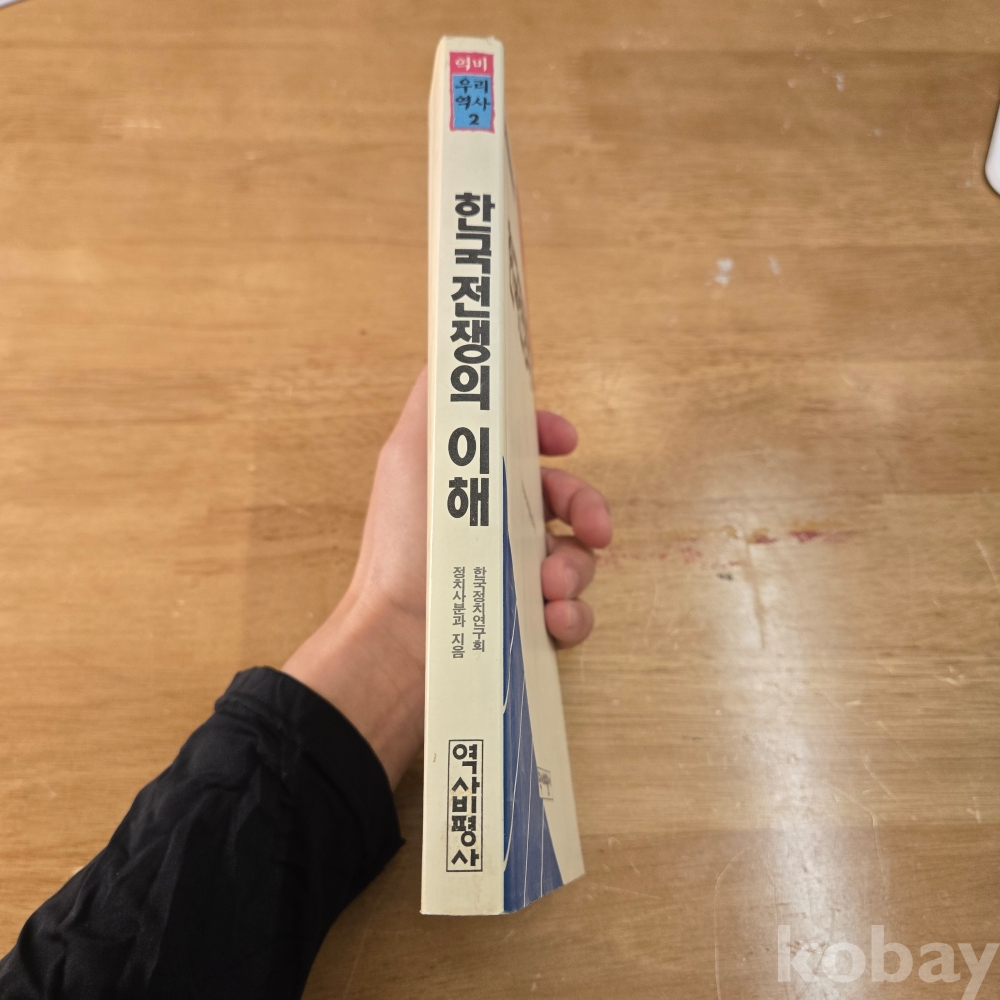 역비
우리
역사
2
한국전쟁의 이해
한국정치연구회
정치사분과 지음
역사비평사
kobay